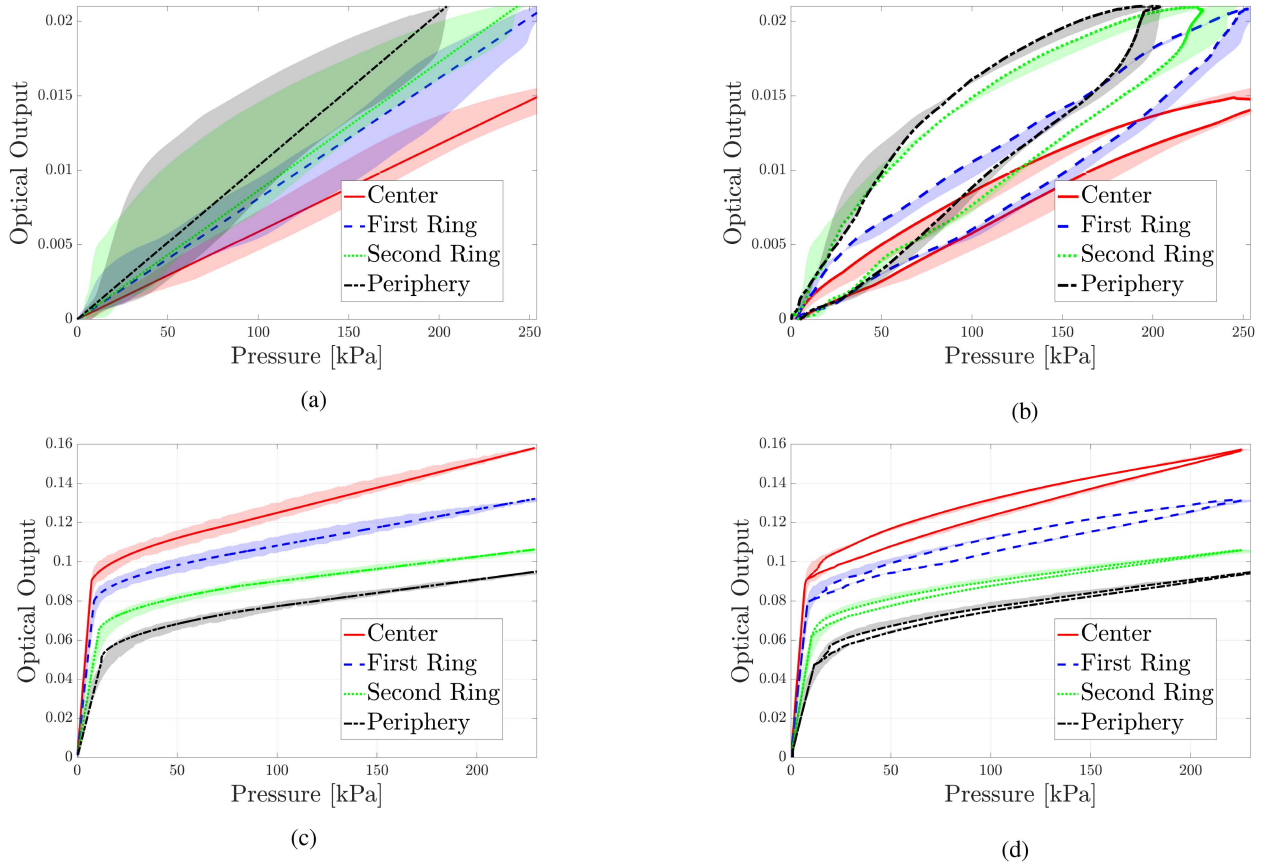 0.02
0.015
0.01
0.005
0
Optical Output
0
50
100
150
200
250
Pressure [kPa]
Center
First Ring
Second Ring
Periphery
(a)
0.02
0.015
0.01
0.005
0
Optical Output
0
50
100
150
200
250
Pressure [kPa]
Center
First Ring
Second Ring
Periphery
(b)
0.16
0.14
0.12
0.1
0.08
0.06
0.04
0.02
0
Optical Output
0
50
100
150
200
Pressure [kPa]
Center
First Ring
Second Ring
Periphery
(c)
0.16
0.14
0.12
0.1
0.08
0.06
0.04
0.02
0
Optical Output
0
50
100
150
200
Pressure [kPa]
Center
First Ring
Second Ring
Periphery
(d)